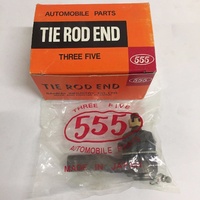 AUTOMOBILE PARTS
TIE ROD END
THREE FIVE
555
TIE ROD END
THREE FIVE
555
AUTOMOBILE PARTS